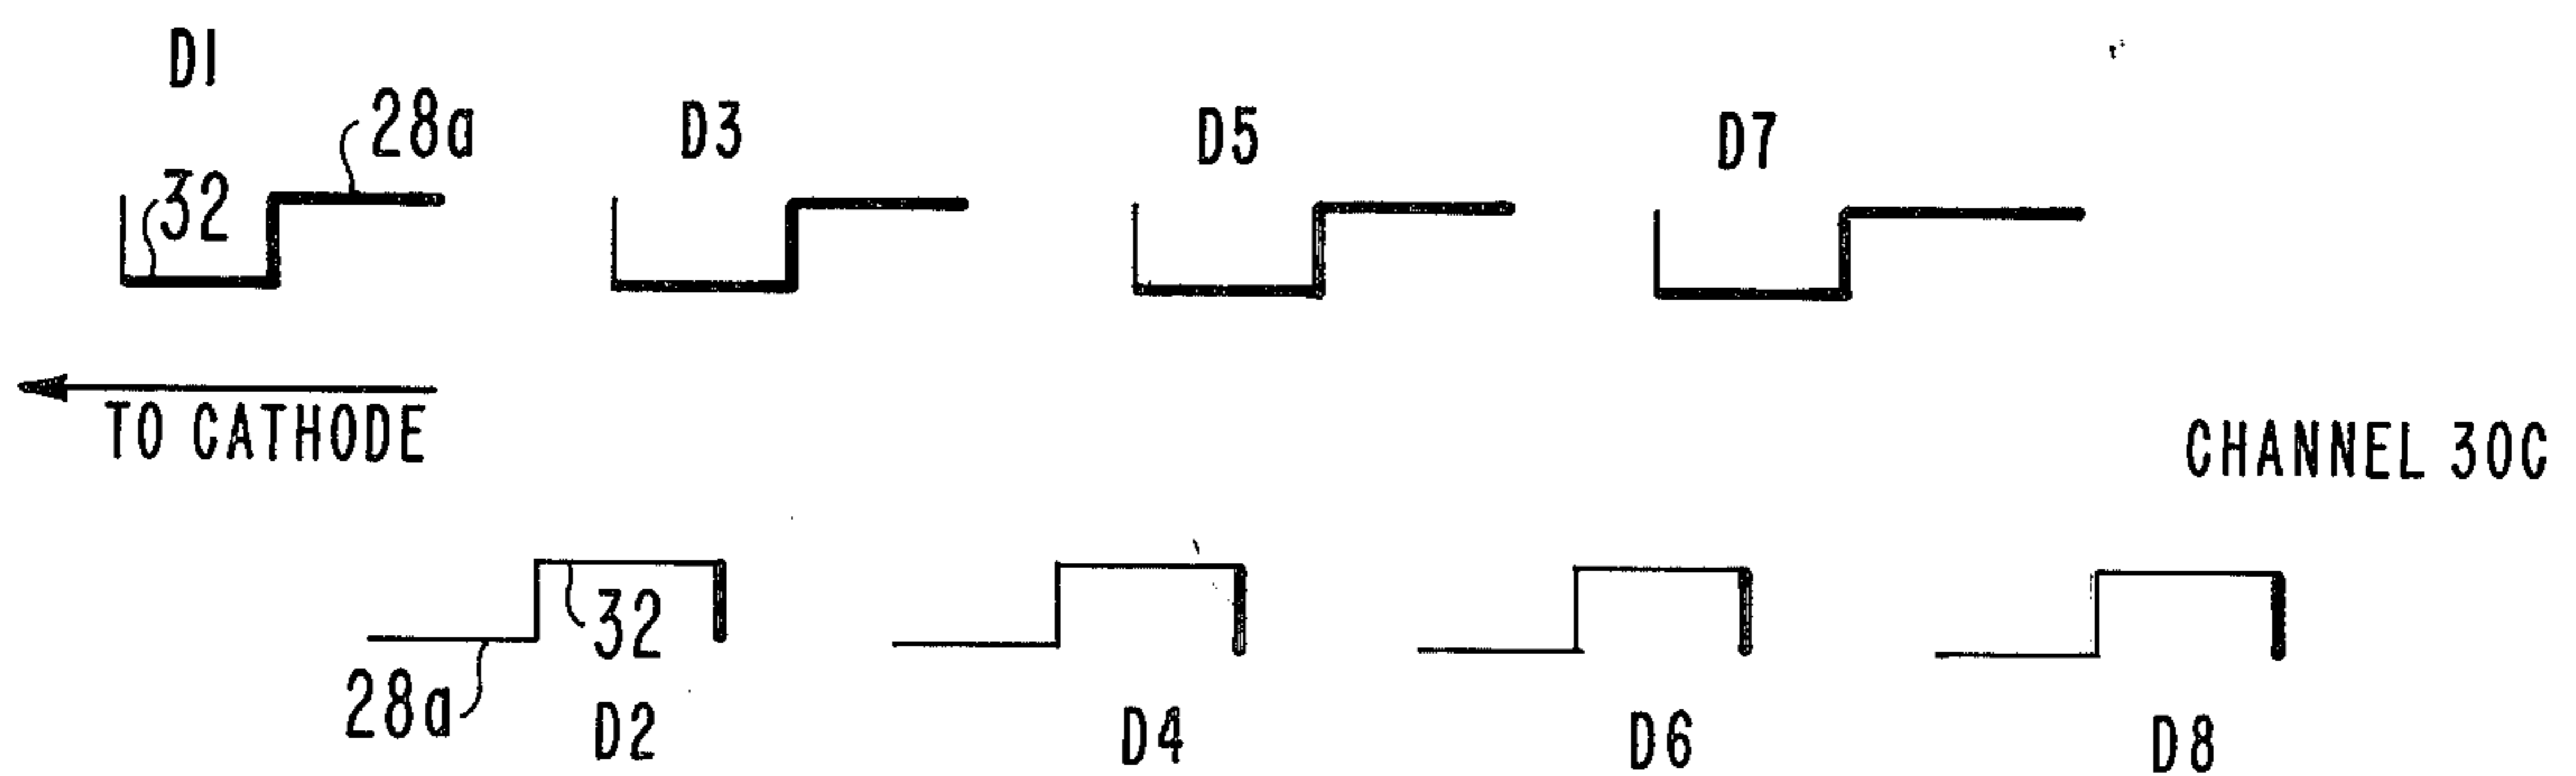 D1
28a
D3
D5
D7
32
TO CATHODE
CHANNEL 30C
32
28a
D2
D4
D6
D8